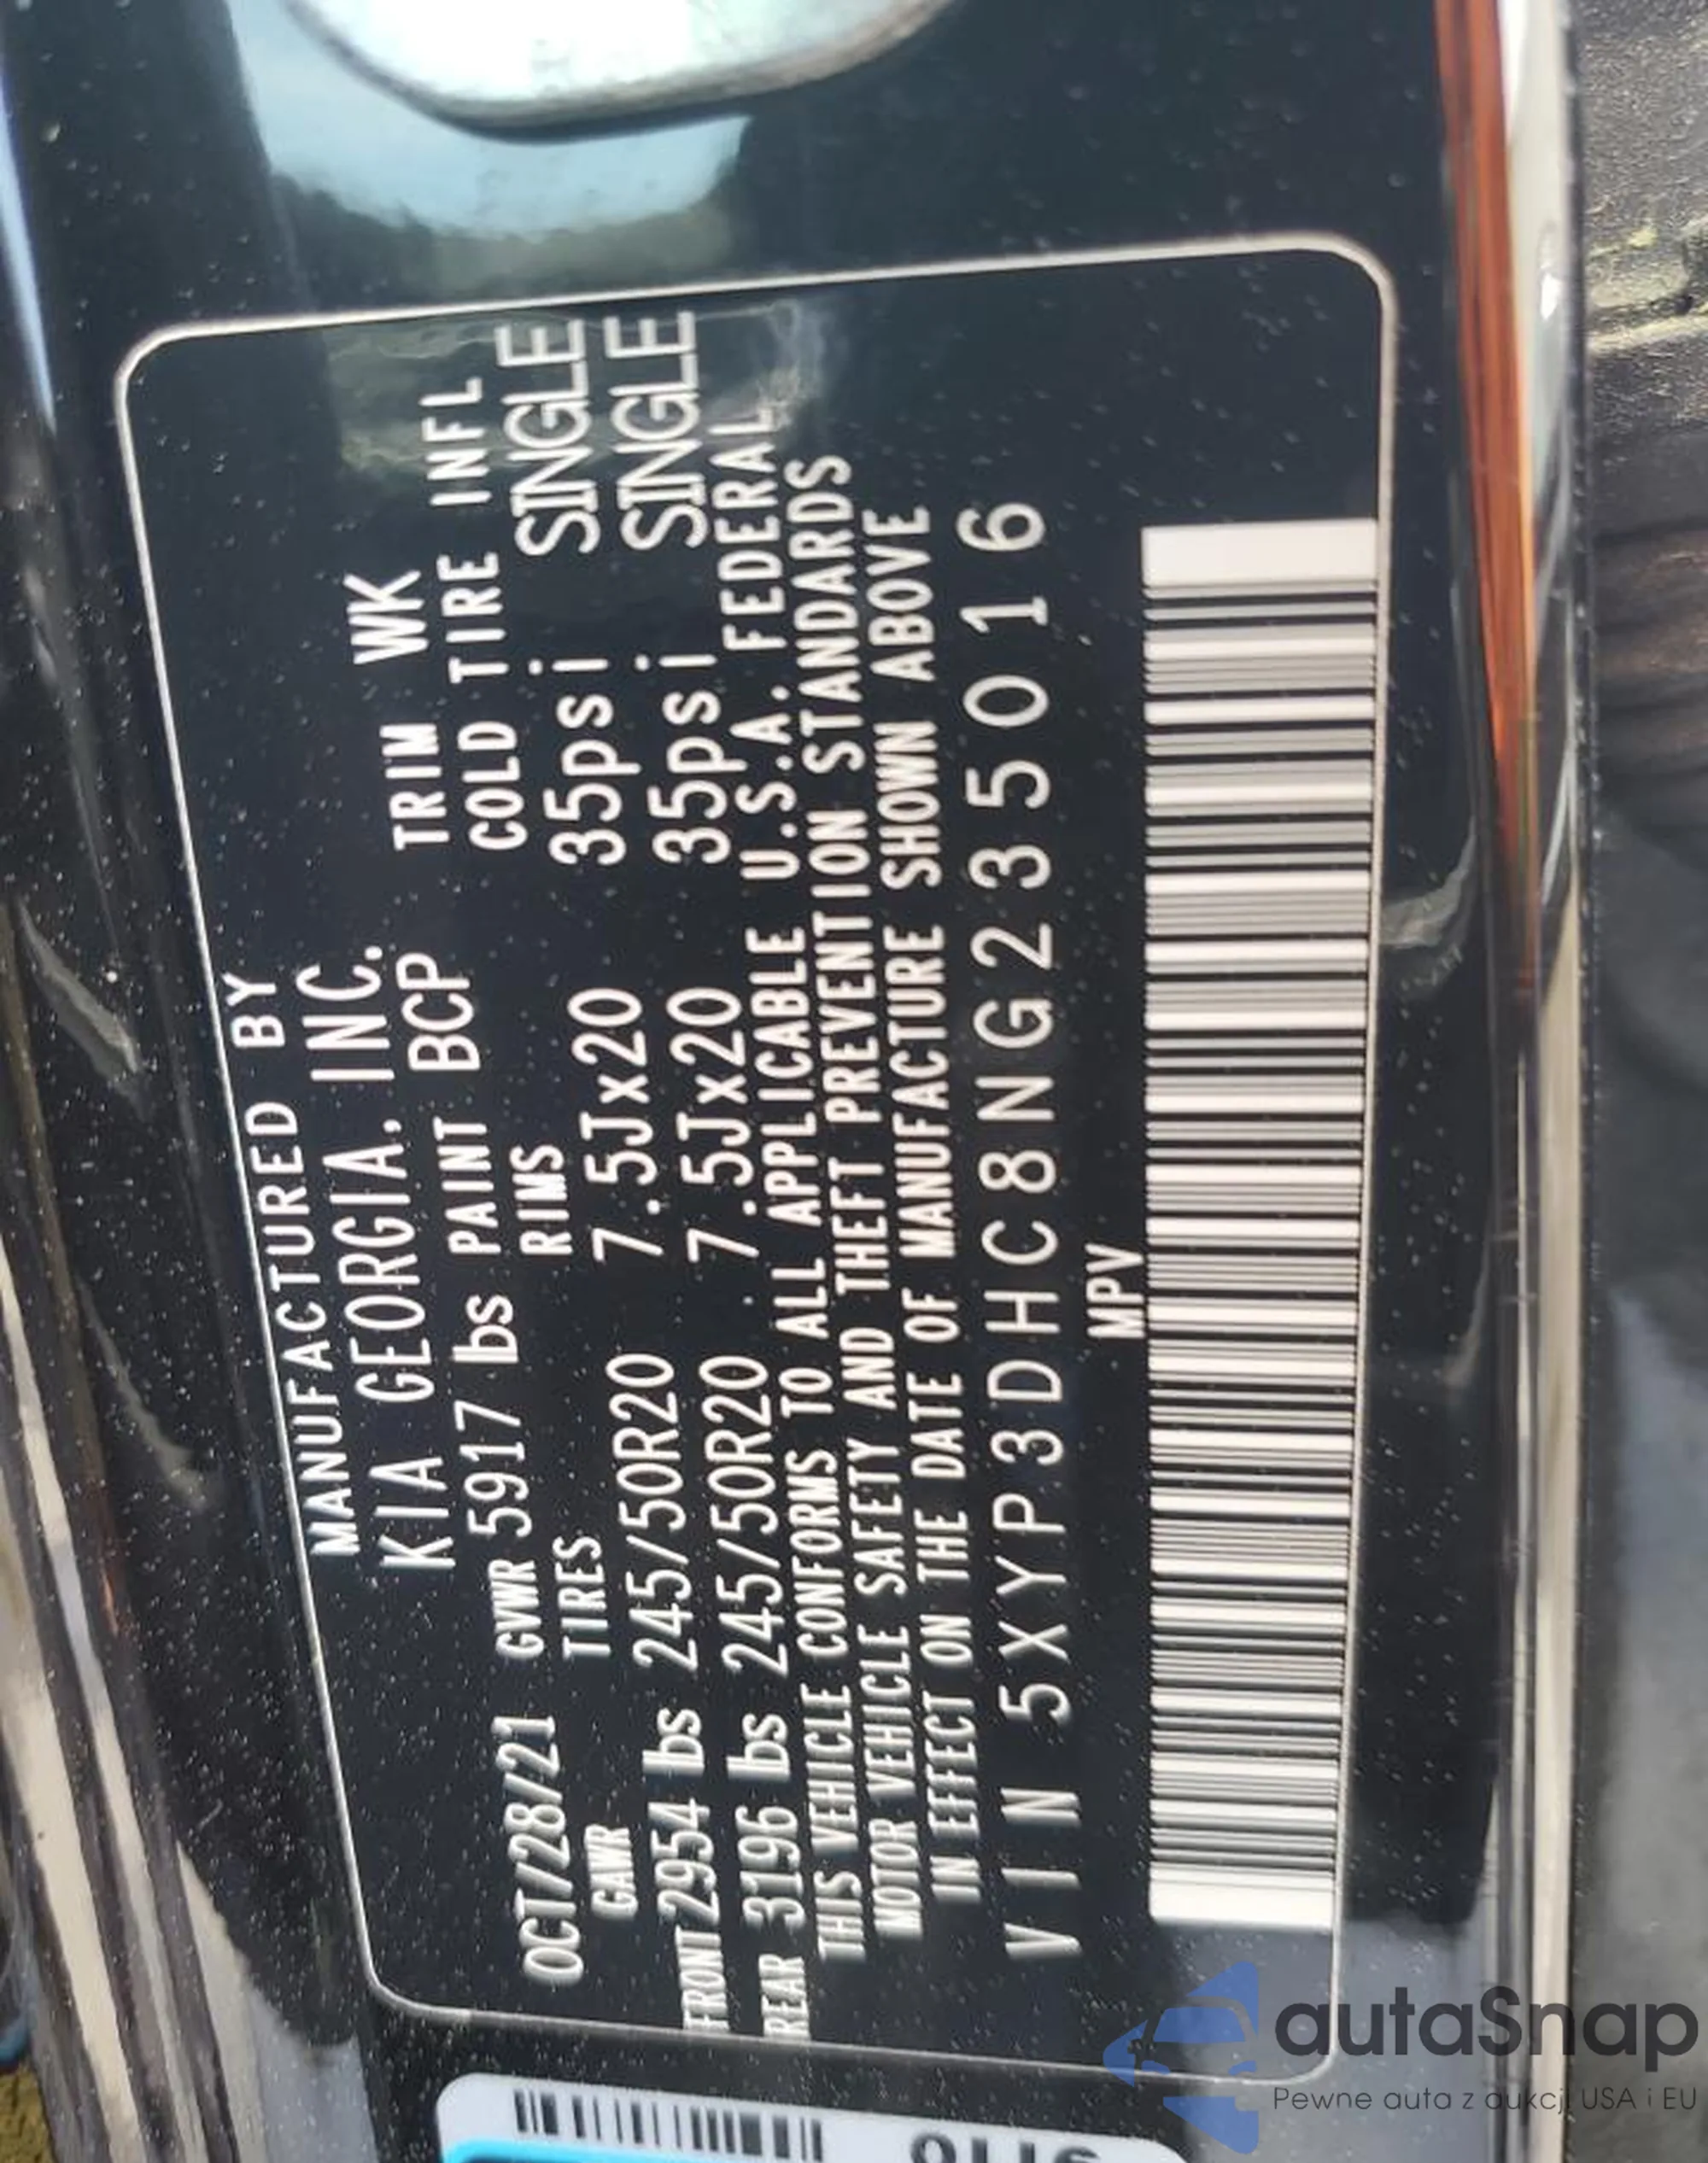 MANUFACTURED BY
KIA GEORGIA, INC.
OCT/28/21 GVWR 5917 lbs PAINT BCP TRIM WK
GAWR TIRES RIMS COLD TIRE INFL
FRONT 2954 lbs 245/50R20 7.5Jx20 35psi SINGLE
REAR 3196 lbs 245/50R20 7.5Jx20 35psi SINGLE
THIS VEHICLE CONFORMS TO ALL APPLICABLE U.S.A. FEDERAL
MOTOR VEHICLE SAFETY AND THEFT PREVENTION STANDARDS
IN EFFECT ON THE DATE OF MANUFACTURE SHOWN ABOVE
VIN 5XYP3DHC8NG235016
MPV
autaSnap
Pewne auta z aukcji USA i EU